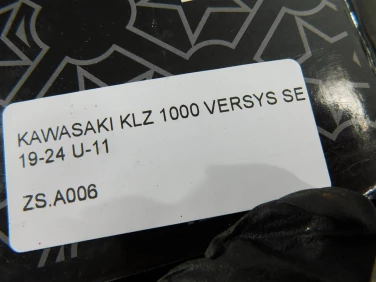 KAWASAKI KLZ 1000 VERSYS SE
19-24 U-11
ZS.A006